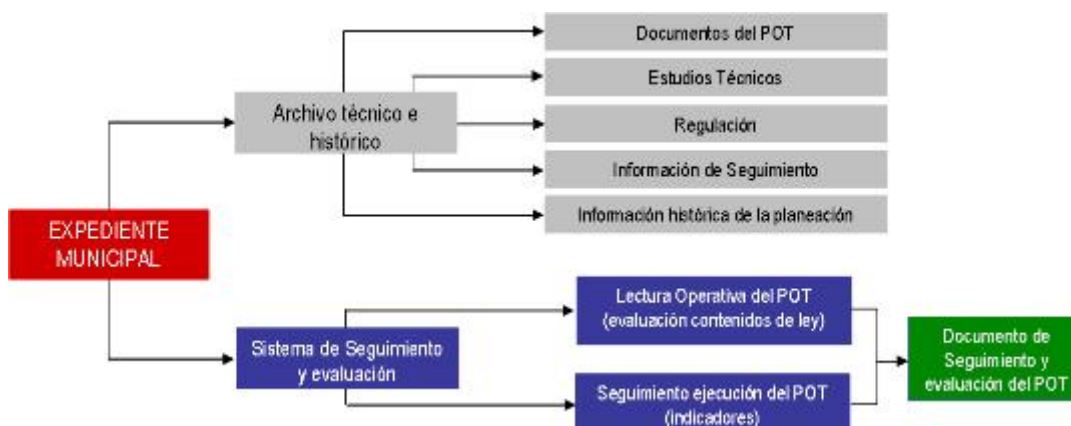 Documentos del POT
Estudios Técnicos
Archivo técnico e
histórico
Regulación
Información de Seguimiento
Información histórica de la planeación
EXPEDIENTE
MUNICIPAL
Lectura Operativa del POT
(evaluación contenidos de ley)
Sistema de Seguimiento
y evaluación
Seguimiento ejecución del POT
(indicadores)
Documento de
Seguimiento y
evaluación del POT